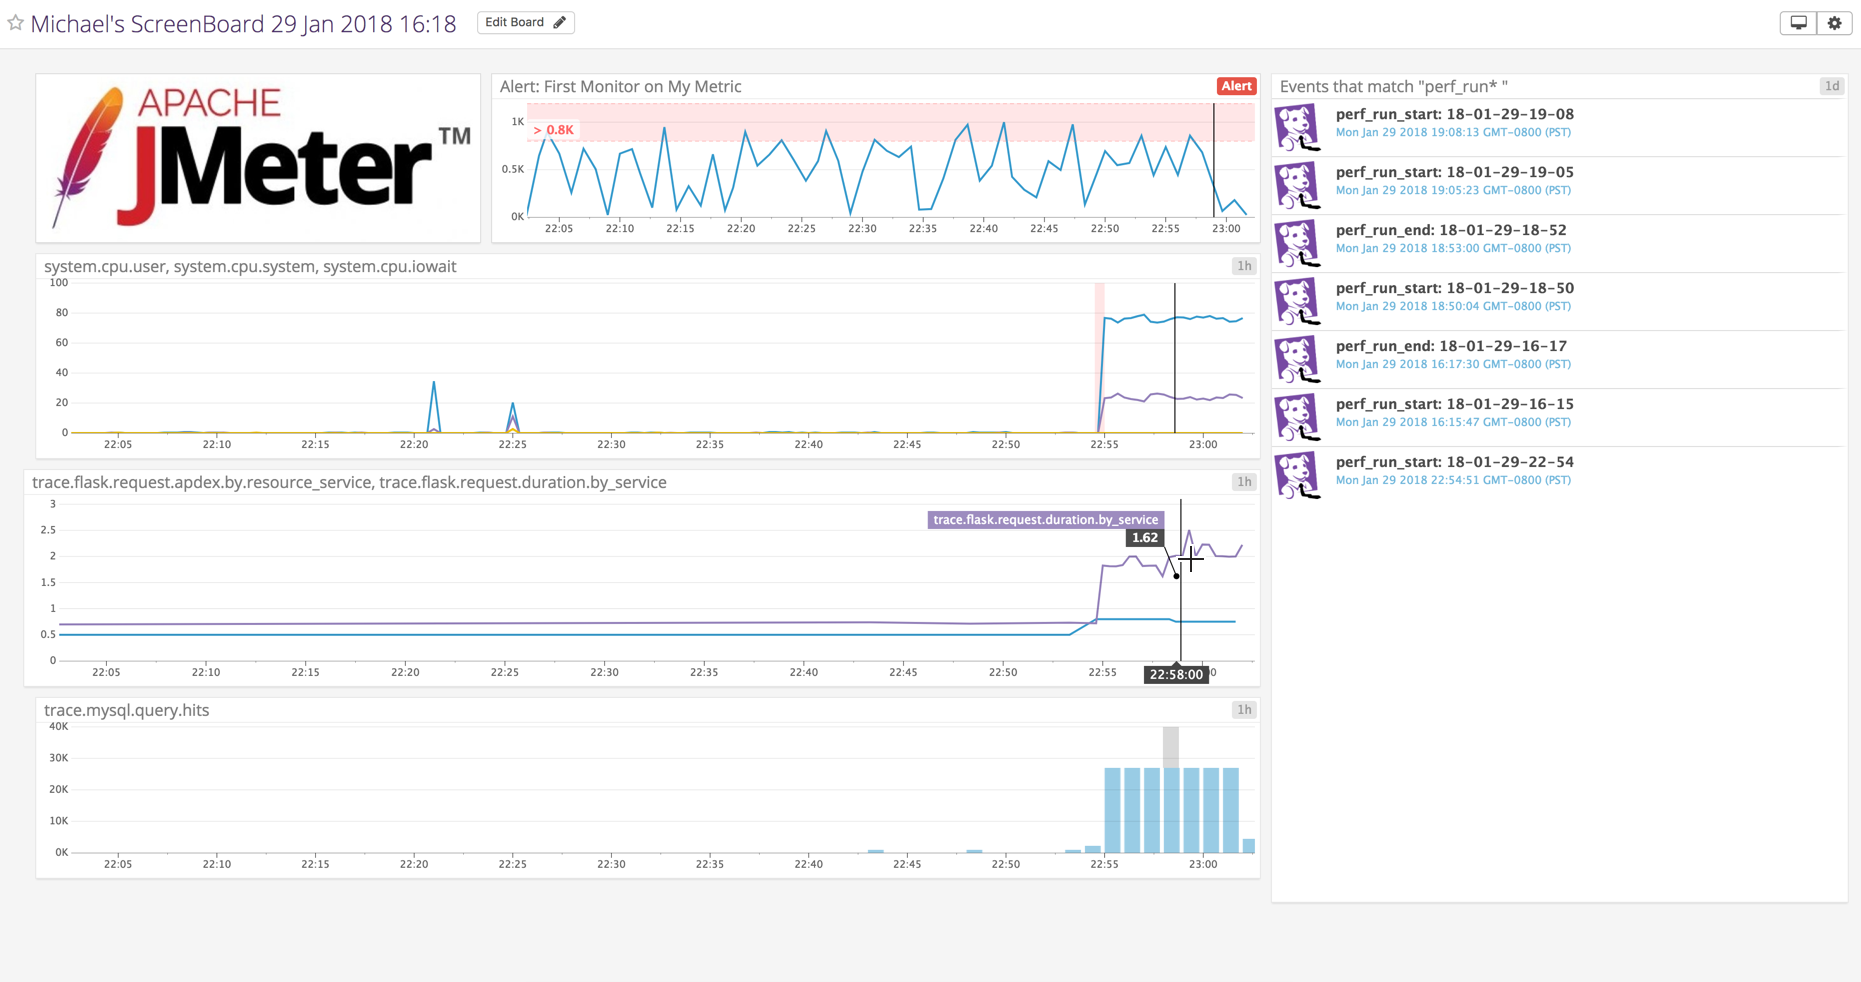 Michael's ScreenBoard 29 Jan 2018 16:18
Edit Board
APACHE
JMeter™
Alert: First Monitor on My Metric
Alert
1K
> 0.8K
0.5K
0K
22:05 22:10 22:15 22:20 22:25 22:30 22:35 22:40 22:45 22:50 22:55 23:00
system.cpu.user, system.cpu.system, system.cpu.iowait
1h
100
80
60
40
20
0
22:05 22:10 22:15 22:20 22:25 22:30 22:35 22:40 22:45 22:50 22:55 23:00
trace.flask.request.apdex.by.resource_service, trace.flask.request.duration.by_service
1h
3
2.5
2
1.5
1
0.5
0
trace.flask.request.duration.by_service
1.62
22:05 22:10 22:15 22:20 22:25 22:30 22:35 22:40 22:45 22:50 22:55
22:58:00
trace.mysql.query.hits
1h
40K
30K
20K
10K
0K
22:05 22:10 22:15 22:20 22:25 22:30 22:35 22:40 22:45 22:50 22:55 23:00
Events that match "perf_run* "
1d
perf_run_start: 18-01-29-19-08
Mon Jan 29 2018 19:08:13 GMT-0800 (PST)
perf_run_start: 18-01-29-19-05
Mon Jan 29 2018 19:05:23 GMT-0800 (PST)
perf_run_end: 18-01-29-18-52
Mon Jan 29 2018 18:53:00 GMT-0800 (PST)
perf_run_start: 18-01-29-18-50
Mon Jan 29 2018 18:50:04 GMT-0800 (PST)
perf_run_end: 18-01-29-16-17
Mon Jan 29 2018 16:17:30 GMT-0800 (PST)
perf_run_start: 18-01-29-16-15
Mon Jan 29 2018 16:15:47 GMT-0800 (PST)
perf_run_start: 18-01-29-22-54
Mon Jan 29 2018 22:54:51 GMT-0800 (PST)